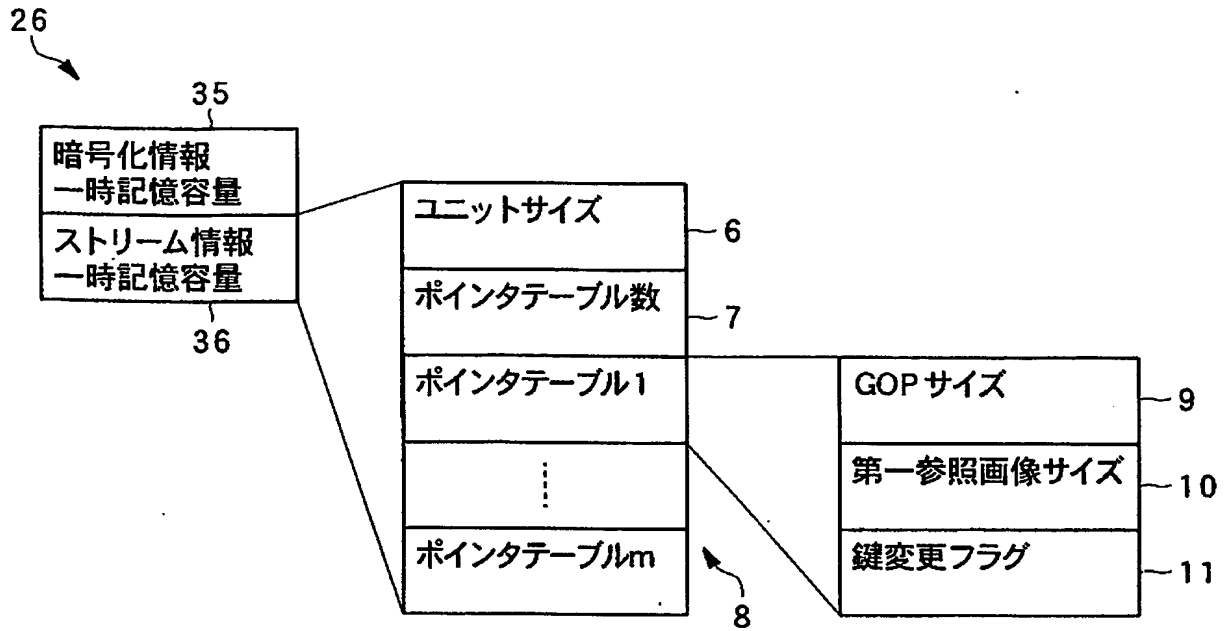 26
35
暗号化情報
一時記憶容量
ストリーム情報
一時記憶容量
36
ユニットサイズ
6
ポインタテーブル数
7
ポインタテーブル1
ポインタテーブルm
8
GOPサイズ
9
第一参照画像サイズ
10
鍵変更フラグ
11